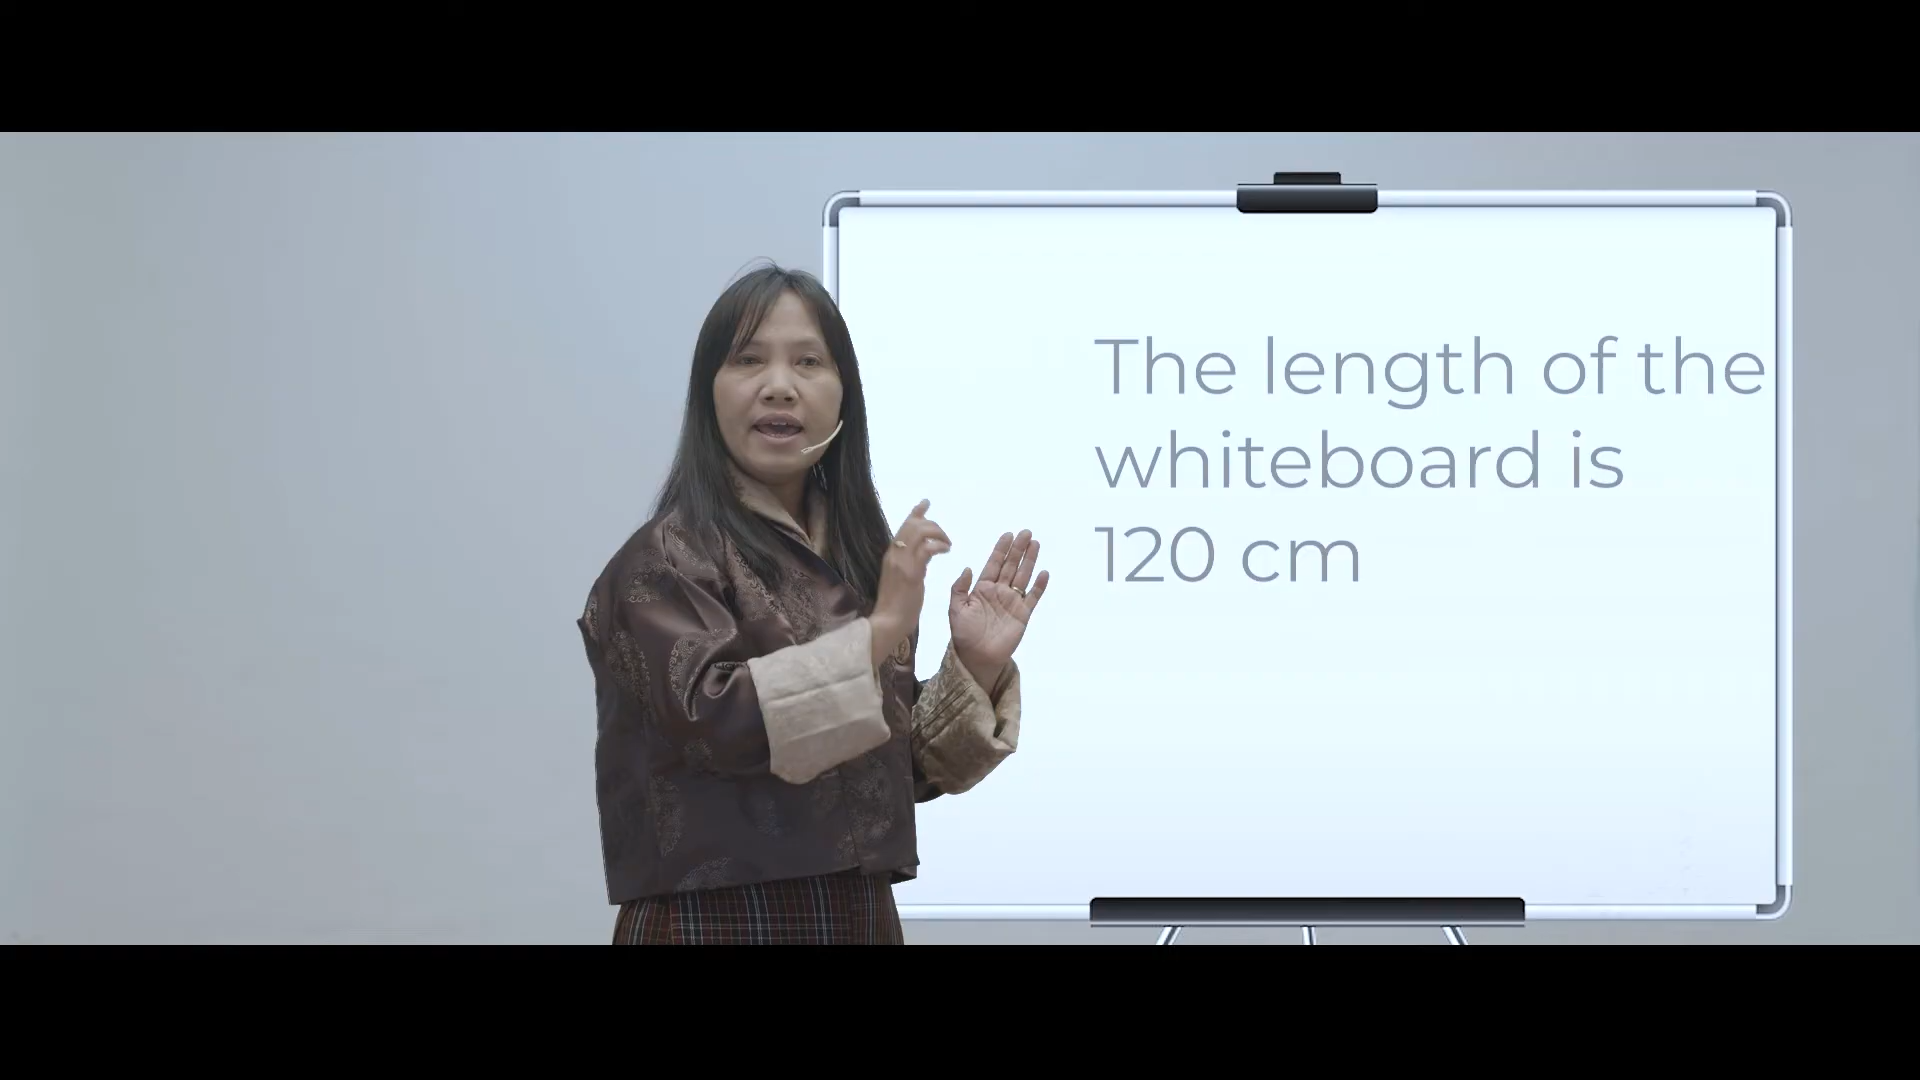 The length of the
whiteboard is
120 cm